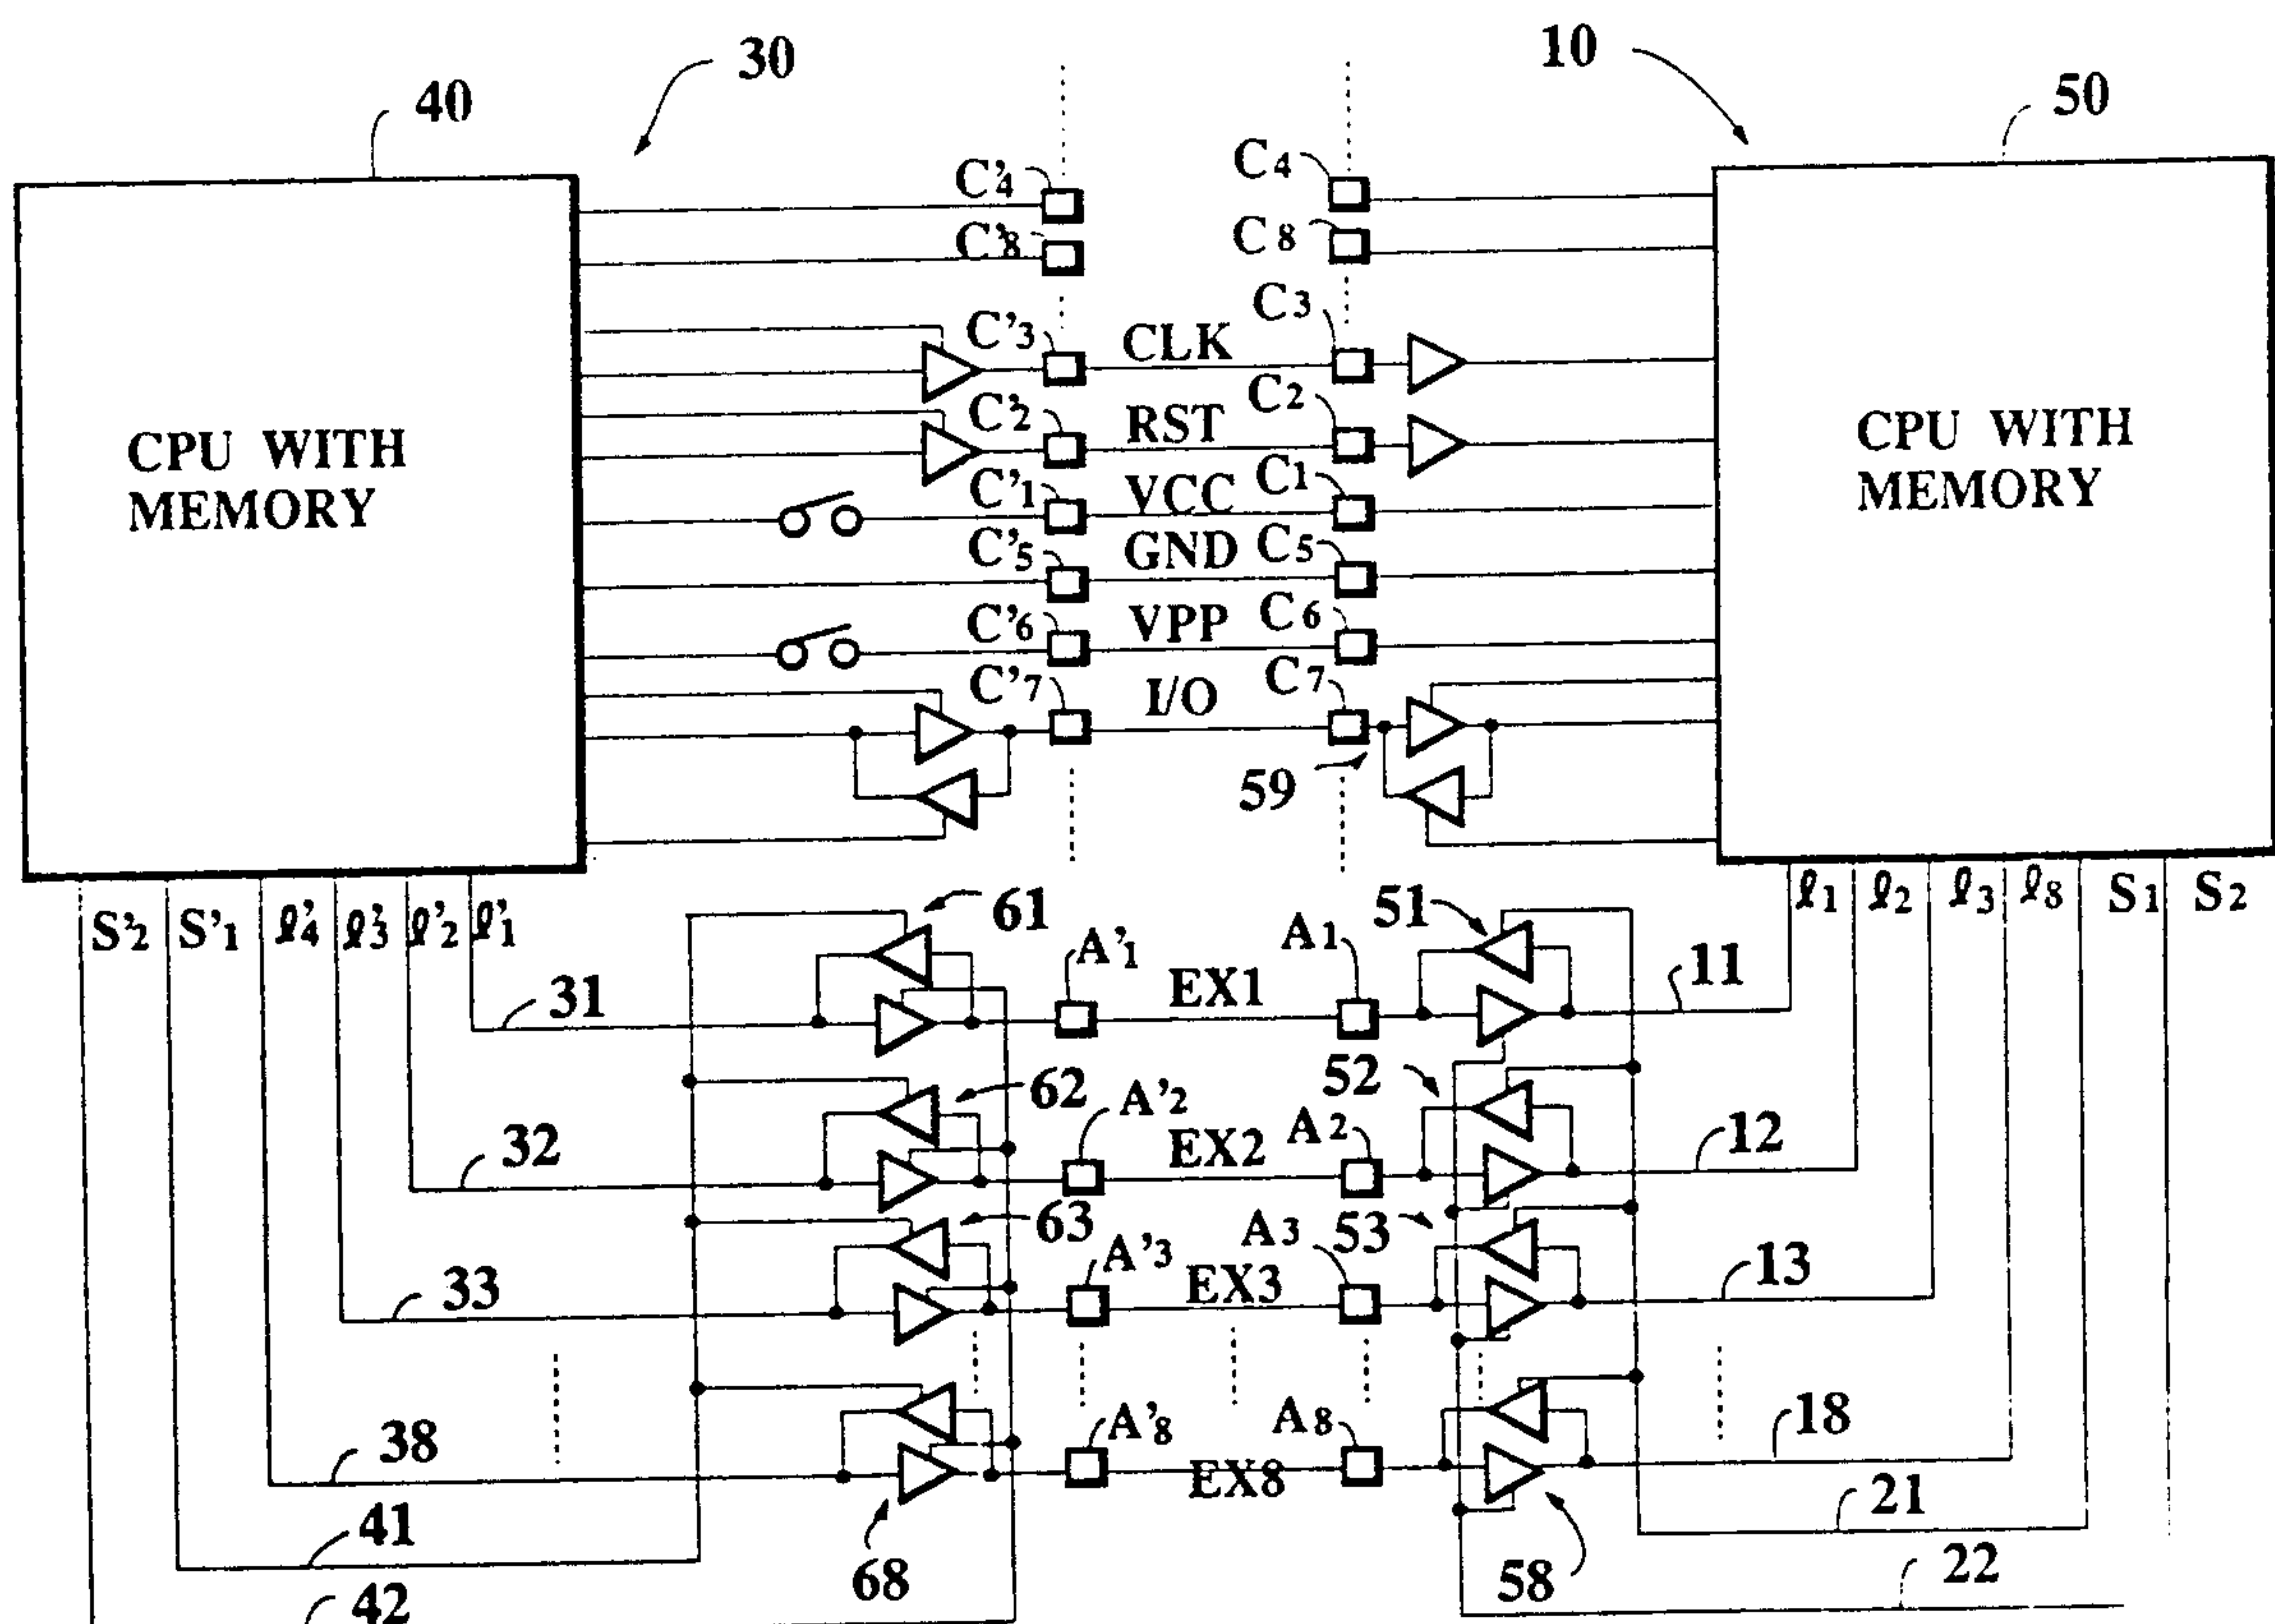 30
10
40
50
C'4
C4
C'8
C8
C'3
CLK
C3
C'2
RST
C2
CPU WITH
MEMORY
CPU WITH
MEMORY
C'1
VCC
C1
C'5
GND
C5
C'6
VPP
C6
C'7
I/O
C7
59
S'2
S'1
ℓ'4
ℓ'3
ℓ'2
ℓ'1
61
51
ℓ1
ℓ2
ℓ3
ℓ8
S1
S2
31
A'1
EX1
A1
11
32
62
A'2
EX2
A2
52
12
33
63
A'3
EX3
A3
53
13
38
A'8
EX8
A8
18
41
68
58
21
42
22